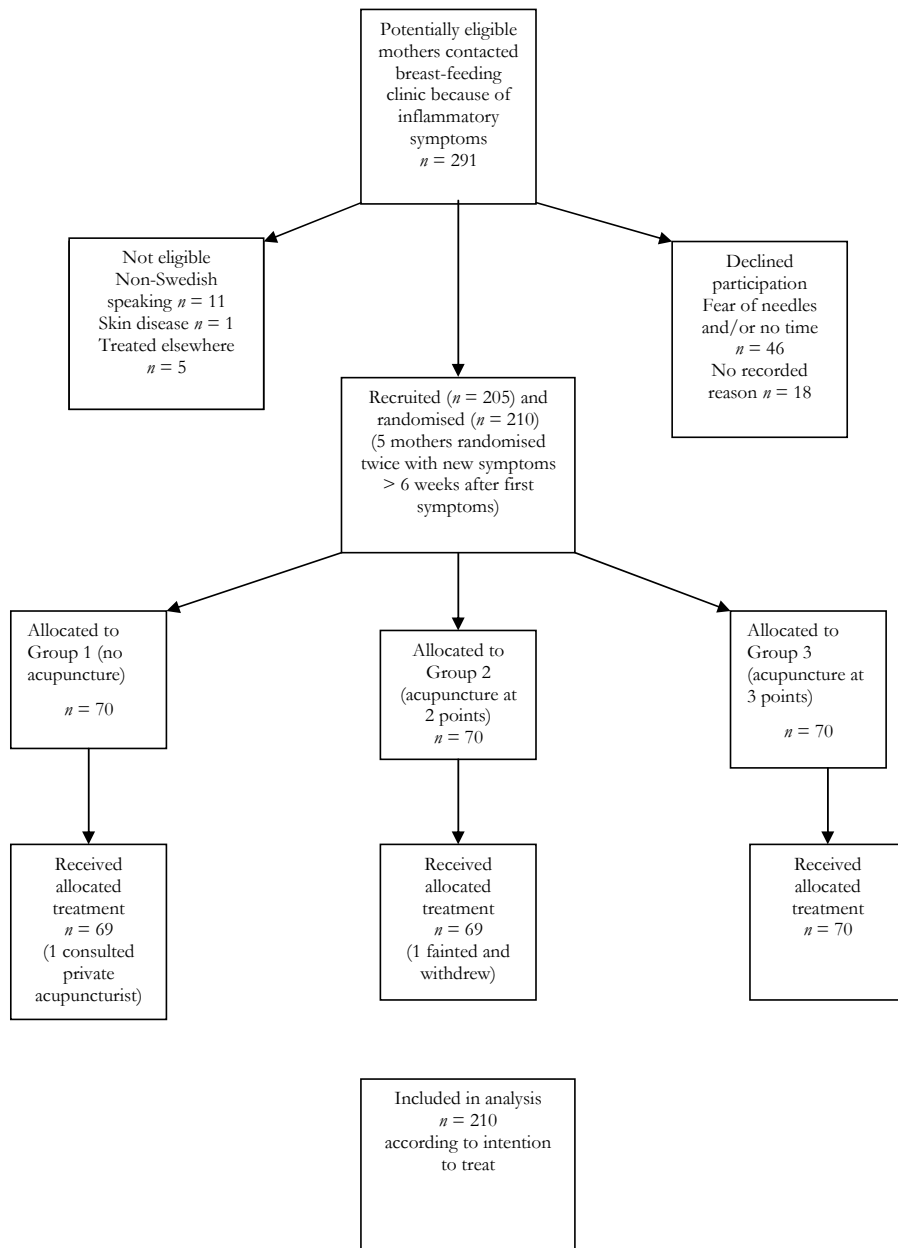 Potentially eligible
mothers contacted
breast-feeding
clinic because of
inflammatory
symptoms
n = 291
Not eligible
Non-Swedish
speaking n = 11
Skin disease n = 1
Treated elsewhere
n = 5
Declined
participation
Fear of needles
and/or no time
n = 46
No recorded
reason n = 18
Recruited (n = 205) and
randomised (n = 210)
(5 mothers randomised
twice with new symptoms
> 6 weeks after first
symptoms)
Allocated to
Group 1 (no
acupuncture)
n = 70
Allocated to
Group 2
(acupuncture at
2 points)
n = 70
Allocated to
Group 3
(acupuncture at
3 points)
n = 70
Received
allocated
treatment
n = 69
(1 consulted
private
acupuncturist)
Received
allocated
treatment
n = 69
(1 fainted and
withdrew)
Received
allocated
treatment
n = 70
Included in analysis
n = 210
according to intention
to treat